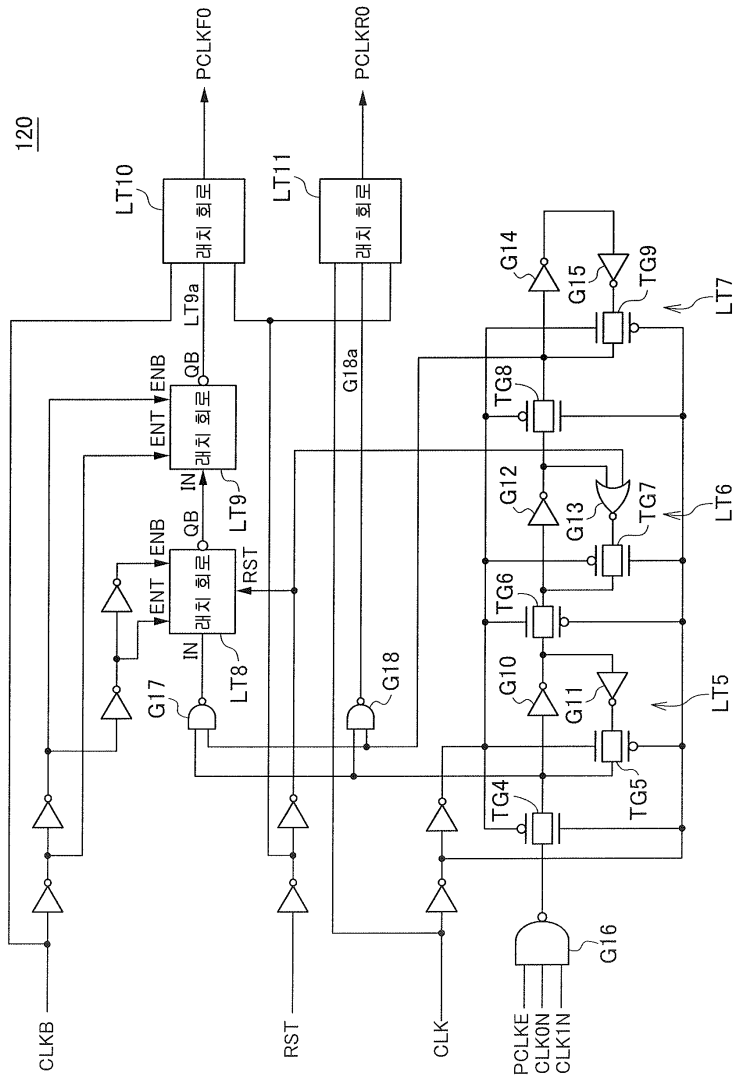 120
PCLKF0
PCLKR0
LT10
래치 회로
LT11
래치 회로
LT9a
G18a
QB
ENB
ENT
래치 회로
IN
LT9
QB
ENB
ENT
래치 회로
RST
IN
LT8
G17
G18
G14
G15
TG9
LT7
TG8
G12
G13
TG7
LT6
TG6
G10
G11
LT5
TG5
TG4
G16
CLKB
RST
CLK
PCLKE
CLK0N
CLK1N